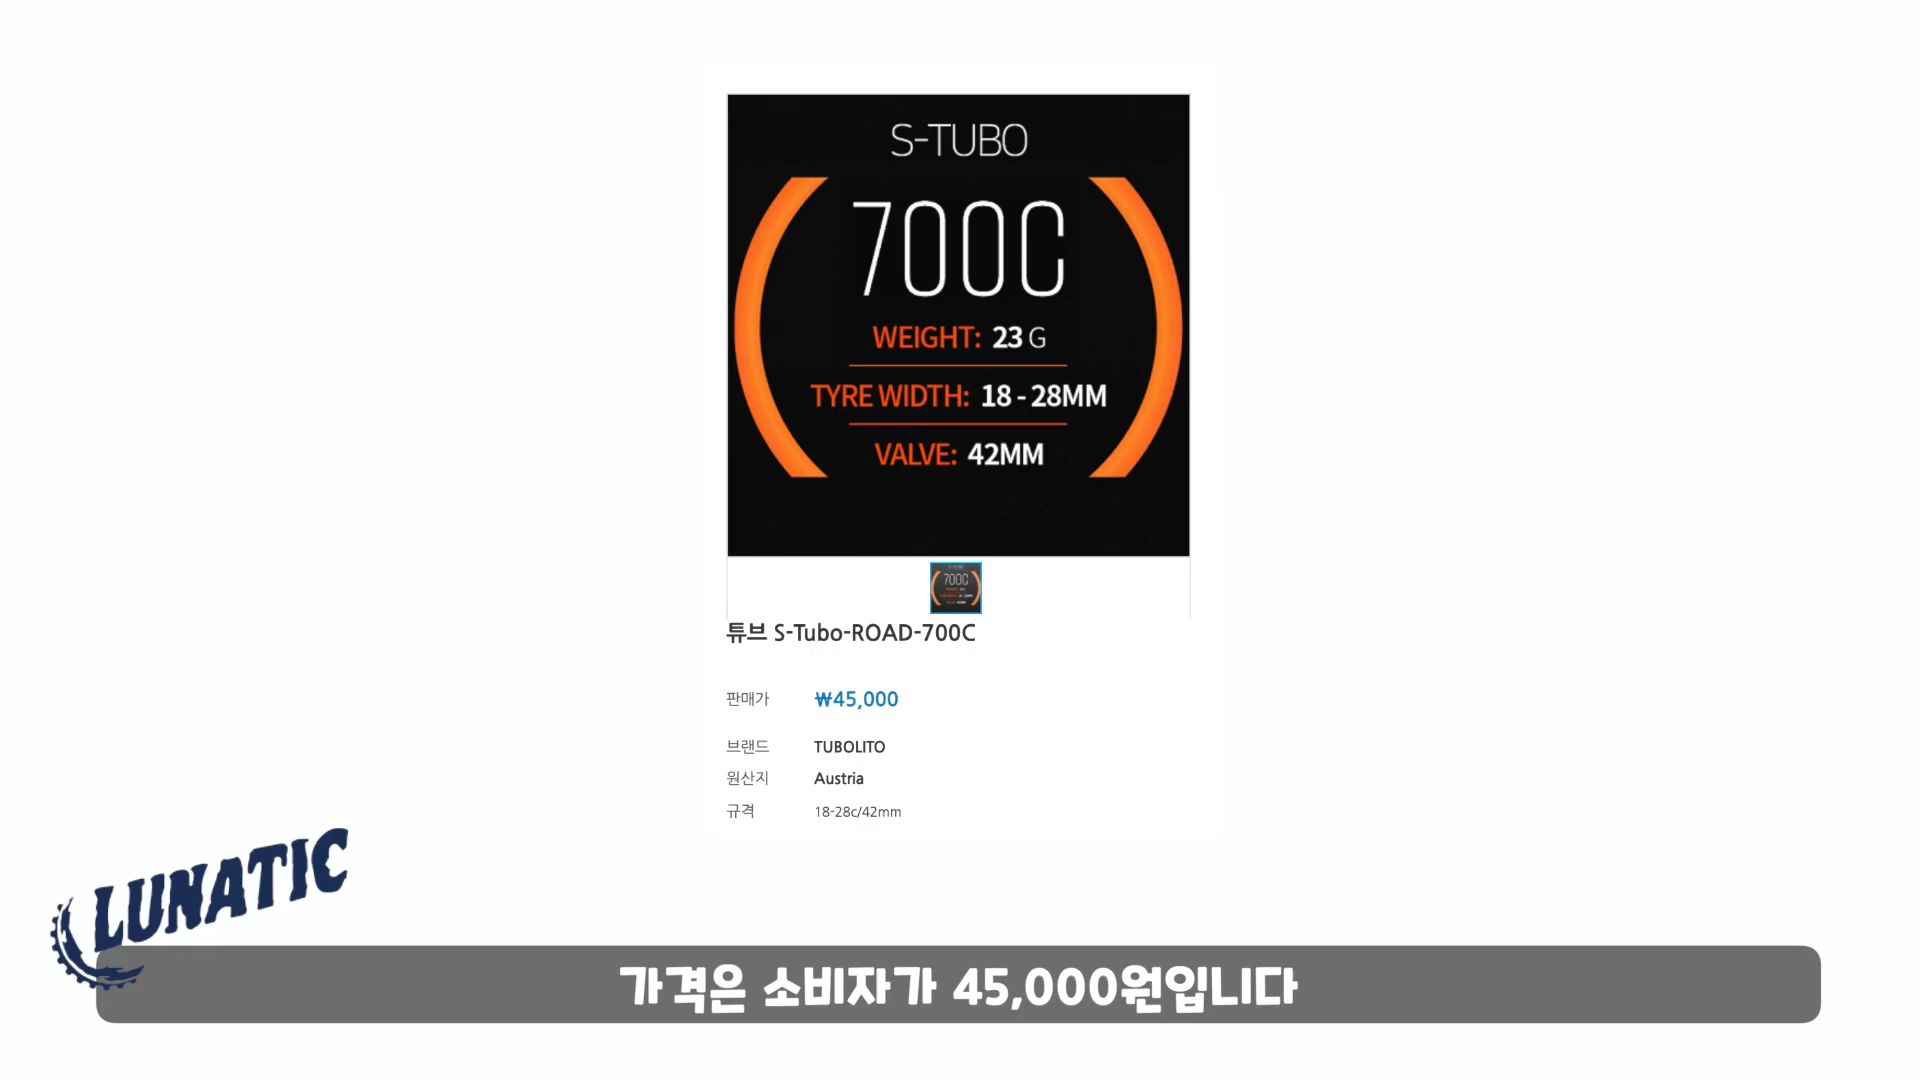 S-TUBO
700C
WEIGHT: 23 G
TYRE WIDTH: 18 - 28MM
VALVE: 42MM
튜브 S-Tubo-ROAD-700C
판매가 ₩45,000
브랜드 TUBOLITO
원산지 Austria
규격 18-28c/42mm
LUNATIC
가격은 소비자가 45,000원입니다